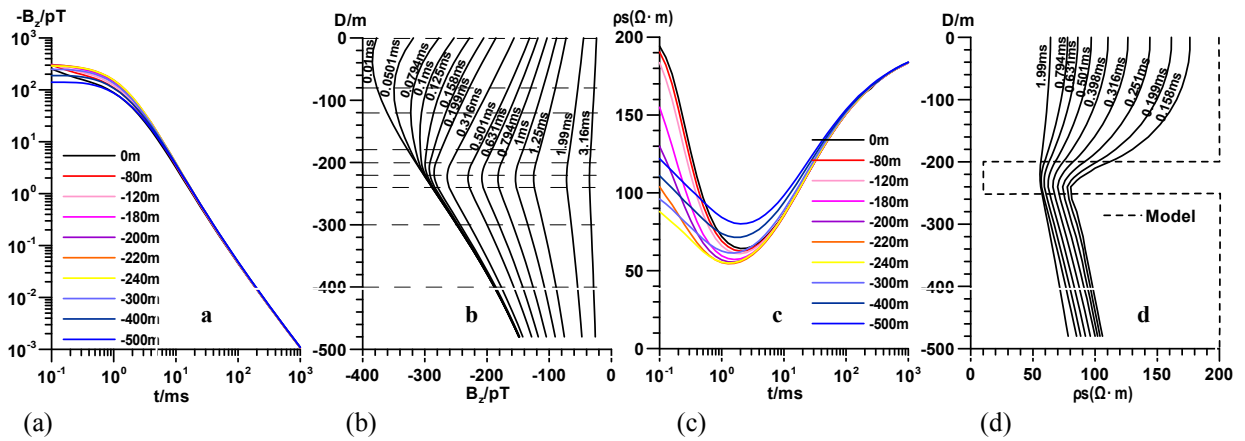 -Bz/pT
10³
10²
10¹
10⁰
10⁻¹
10⁻²
10⁻³
0m
-80m
-120m
-180m
-200m
-220m
-240m
-300m
-400m
-500m
a
10⁻¹ 10⁰ 10¹ 10² 10³
t/ms
(a)
D/m
0
-100
-200
-300
-400
-500
0.01ms
0.0501ms
0.0794ms
0.1ms
0.125ms
0.158ms
0.199ms
0.316ms
0.501ms
0.631ms
0.794ms
1ms
1.25ms
1.99ms
3.16ms
b
-400 -300 -200 -100 0
Bz/pT
(b)
ρs(Ω·m)
200
150
100
50
0
0m
-80m
-120m
-180m
-200m
-220m
-240m
-300m
-400m
-500m
c
10⁻¹ 10⁰ 10¹ 10² 10³
t/ms
(c)
D/m
0
-100
-200
-300
-400
-500
1.99ms
0.794ms
0.631ms
0.501ms
0.398ms
0.316ms
0.251ms
0.199ms
0.158ms
Model
d
0 50 100 150 200
ρs(Ω·m)
(d)